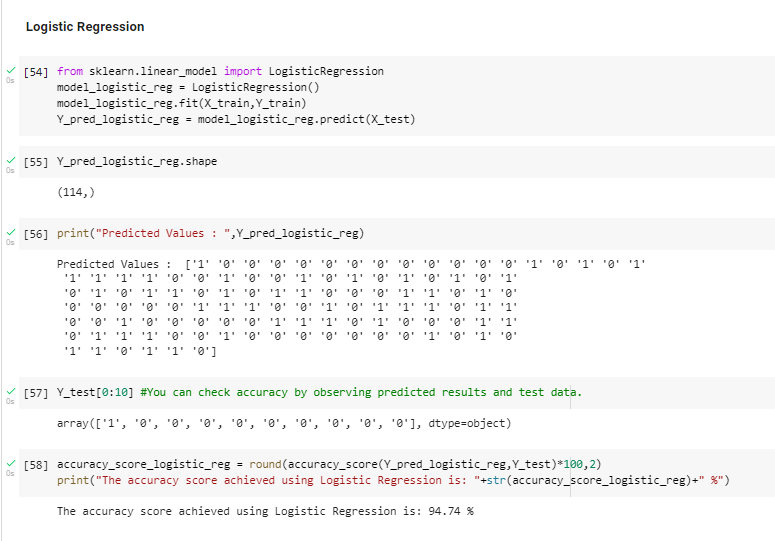 Logistic Regression
[54] from sklearn.linear_model import LogisticRegression
0s
model_logistic_reg = LogisticRegression()
model_logistic_reg.fit(X_train,Y_train)
Y_pred_logistic_reg = model_logistic_reg.predict(X_test)
[55] Y_pred_logistic_reg.shape
0s
(114,)
[56] print("Predicted Values : ",Y_pred_logistic_reg)
0s
Predicted Values :  ['1' '0' '0' '0' '0' '0' '0' '0' '0' '0' '0' '0' '0' '1' '0' '1' '0' '1'
'1' '1' '1' '1' '0' '0' '1' '0' '0' '1' '0' '1' '0' '1' '0' '1' '0' '1'
'0' '1' '0' '1' '1' '0' '1' '0' '1' '1' '0' '0' '0' '1' '1' '0' '1' '0'
'0' '0' '0' '0' '0' '1' '1' '1' '0' '0' '1' '0' '1' '1' '1' '0' '1' '1'
'0' '0' '1' '0' '0' '0' '0' '0' '1' '1' '1' '0' '1' '0' '0' '0' '1' '1'
'0' '1' '1' '1' '0' '0' '1' '0' '0' '0' '0' '0' '0' '0' '1' '0' '1' '0'
'1' '1' '0' '1' '1' '0']
[57] Y_test[0:10] #You can check accuracy by observing predicted results and test data.
0s
array(['1', '0', '0', '0', '0', '0', '0', '0', '0', '0'], dtype=object)
[58] accuracy_score_logistic_reg = round(accuracy_score(Y_pred_logistic_reg,Y_test)*100,2)
0s
print("The accuracy score achieved using Logistic Regression is: "+str(accuracy_score_logistic_reg)+" %")
The accuracy score achieved using Logistic Regression is: 94.74 %